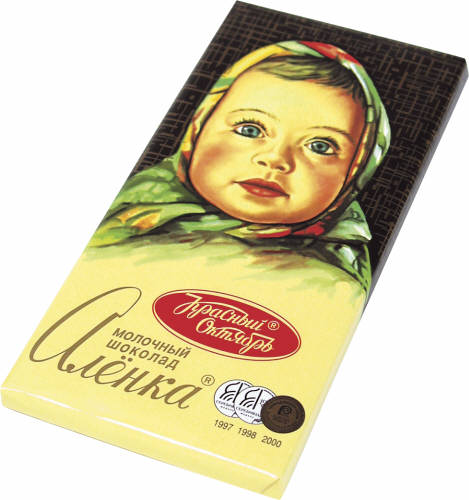 Красный®
Октябрь
молочный
шоколад
Алёнка®
1997 1998 2000